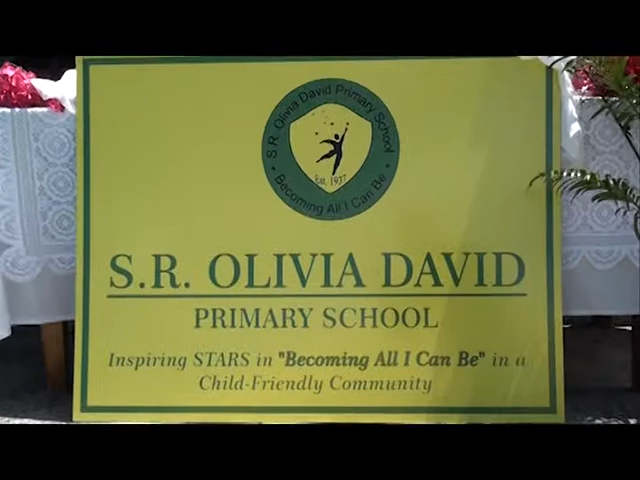 S.R. Olivia David Primary School
Est. 1937
• Becoming All I Can Be •
S.R. OLIVIA DAVID
PRIMARY SCHOOL
Inspiring STARS in "Becoming All I Can Be" in a
Child-Friendly Community